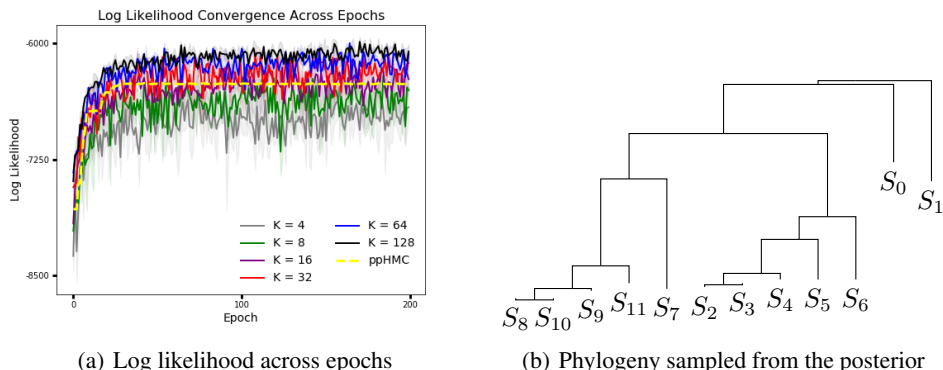 Log Likelihood Convergence Across Epochs
Log Likelihood
-6000
-7250
-8500
K = 4
K = 8
K = 16
K = 32
K = 64
K = 128
ppHMC
0
100
200
Epoch
(a) Log likelihood across epochs
S₀
S₁
S₈
S₁₀
S₉
S₁₁
S₇
S₂
S₃
S₄
S₅
S₆
(b) Phylogeny sampled from the posterior